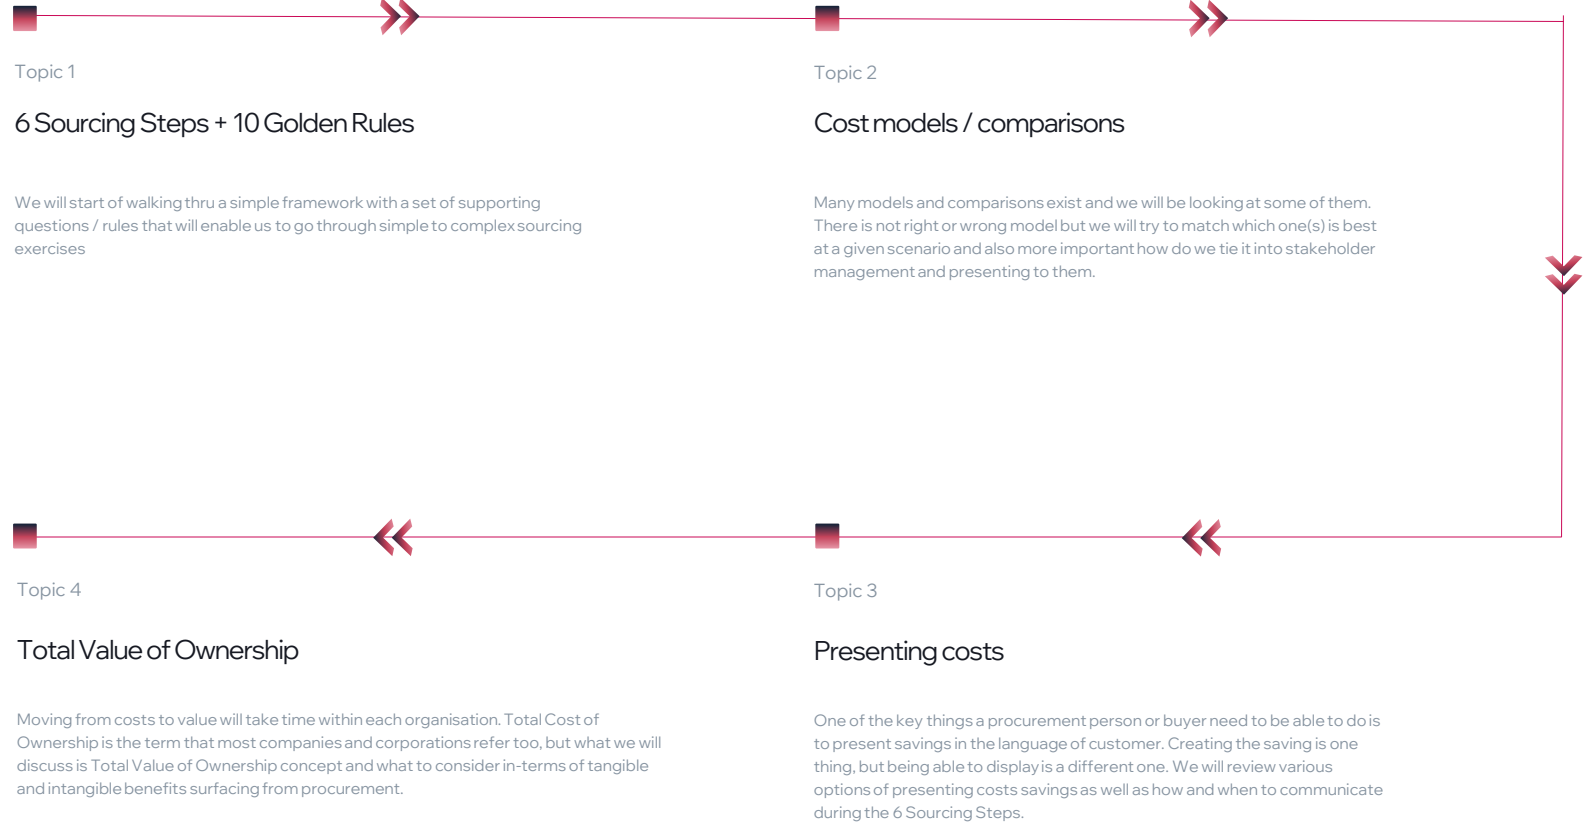 Topic 1
6 Sourcing Steps + 10 Golden Rules
We will start of walking thru a simple framework with a set of supporting
questions / rules that will enable us to go through simple to complex sourcing
exercises
Topic 2
Cost models / comparisons
Many models and comparisons exist and we will be looking at some of them.
There is not right or wrong model but we will try to match which one(s) is best
at a given scenario and also more important how do we tie it into stakeholder
management and presenting to them.
Topic 3
Presenting costs
One of the key things a procurement person or buyer need to be able to do is
to present savings in the language of customer. Creating the saving is one
thing, but being able to display is a different one. We will review various
options of presenting costs savings as well as how and when to communicate
during the 6 Sourcing Steps.
Topic 4
Total Value of Ownership
Moving from costs to value will take time within each organisation. Total Cost of
Ownership is the term that most companies and corporations refer too, but what we will
discuss is Total Value of Ownership concept and what to consider in-terms of tangible
and intangible benefits surfacing from procurement.